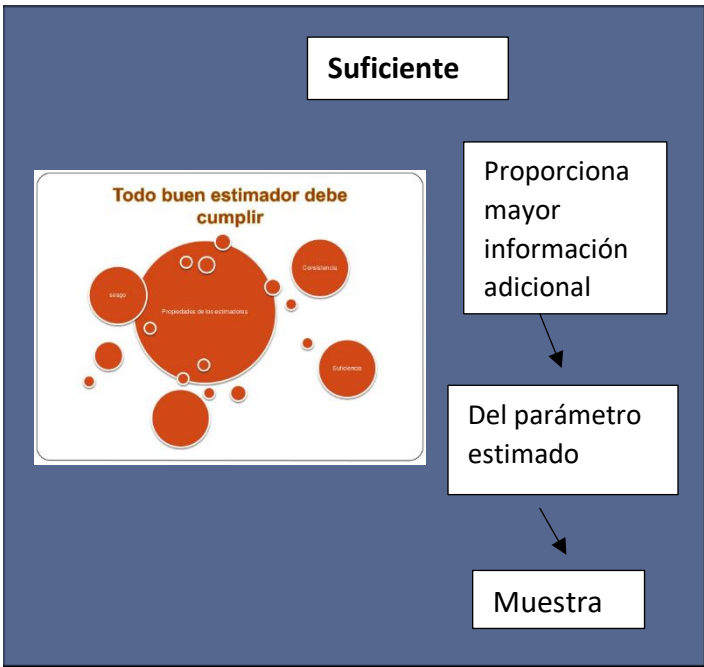 Suficiente
Todo buen estimador debe
cumplir
sesgo
Consistencia
Propiedades de los estimadores
Suficiencia
Proporciona
mayor
información
adicional
Del parámetro
estimado
Muestra